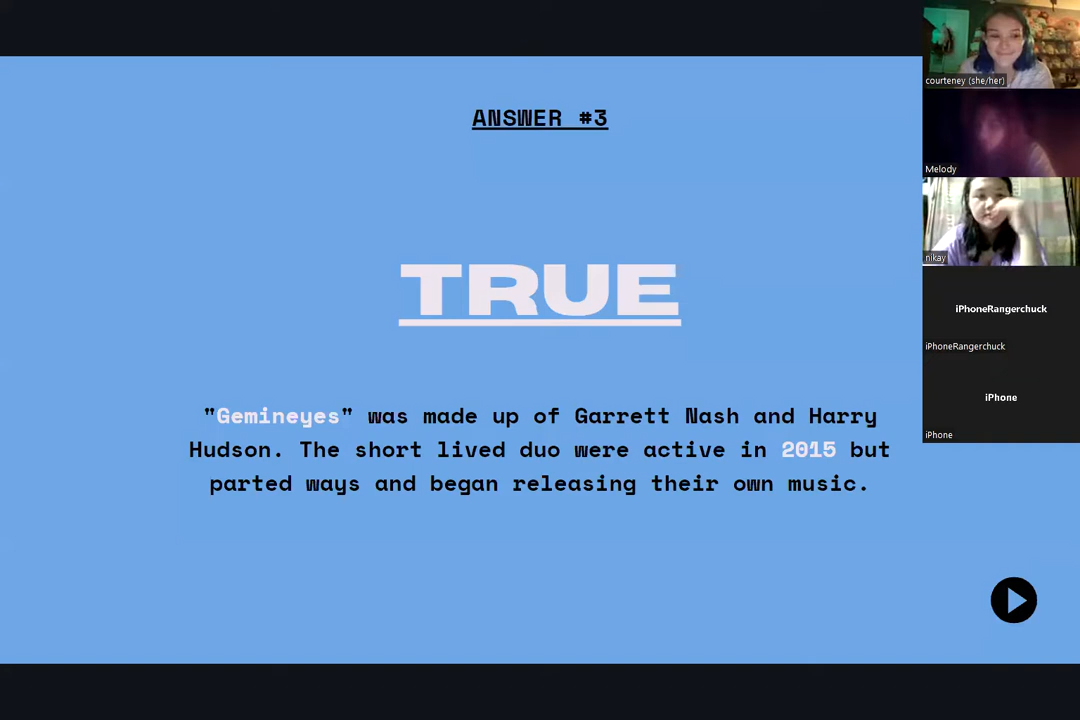 ANSWER #3
TRUE
"Gemineyes" was made up of Garrett Nash and Harry
Hudson. The short lived duo were active in 2015 but
parted ways and began releasing their own music.
courteney (she/her)
Melody
nikay
iPhoneRangerchuck
iPhoneRangerchuck
iPhone
iPhone